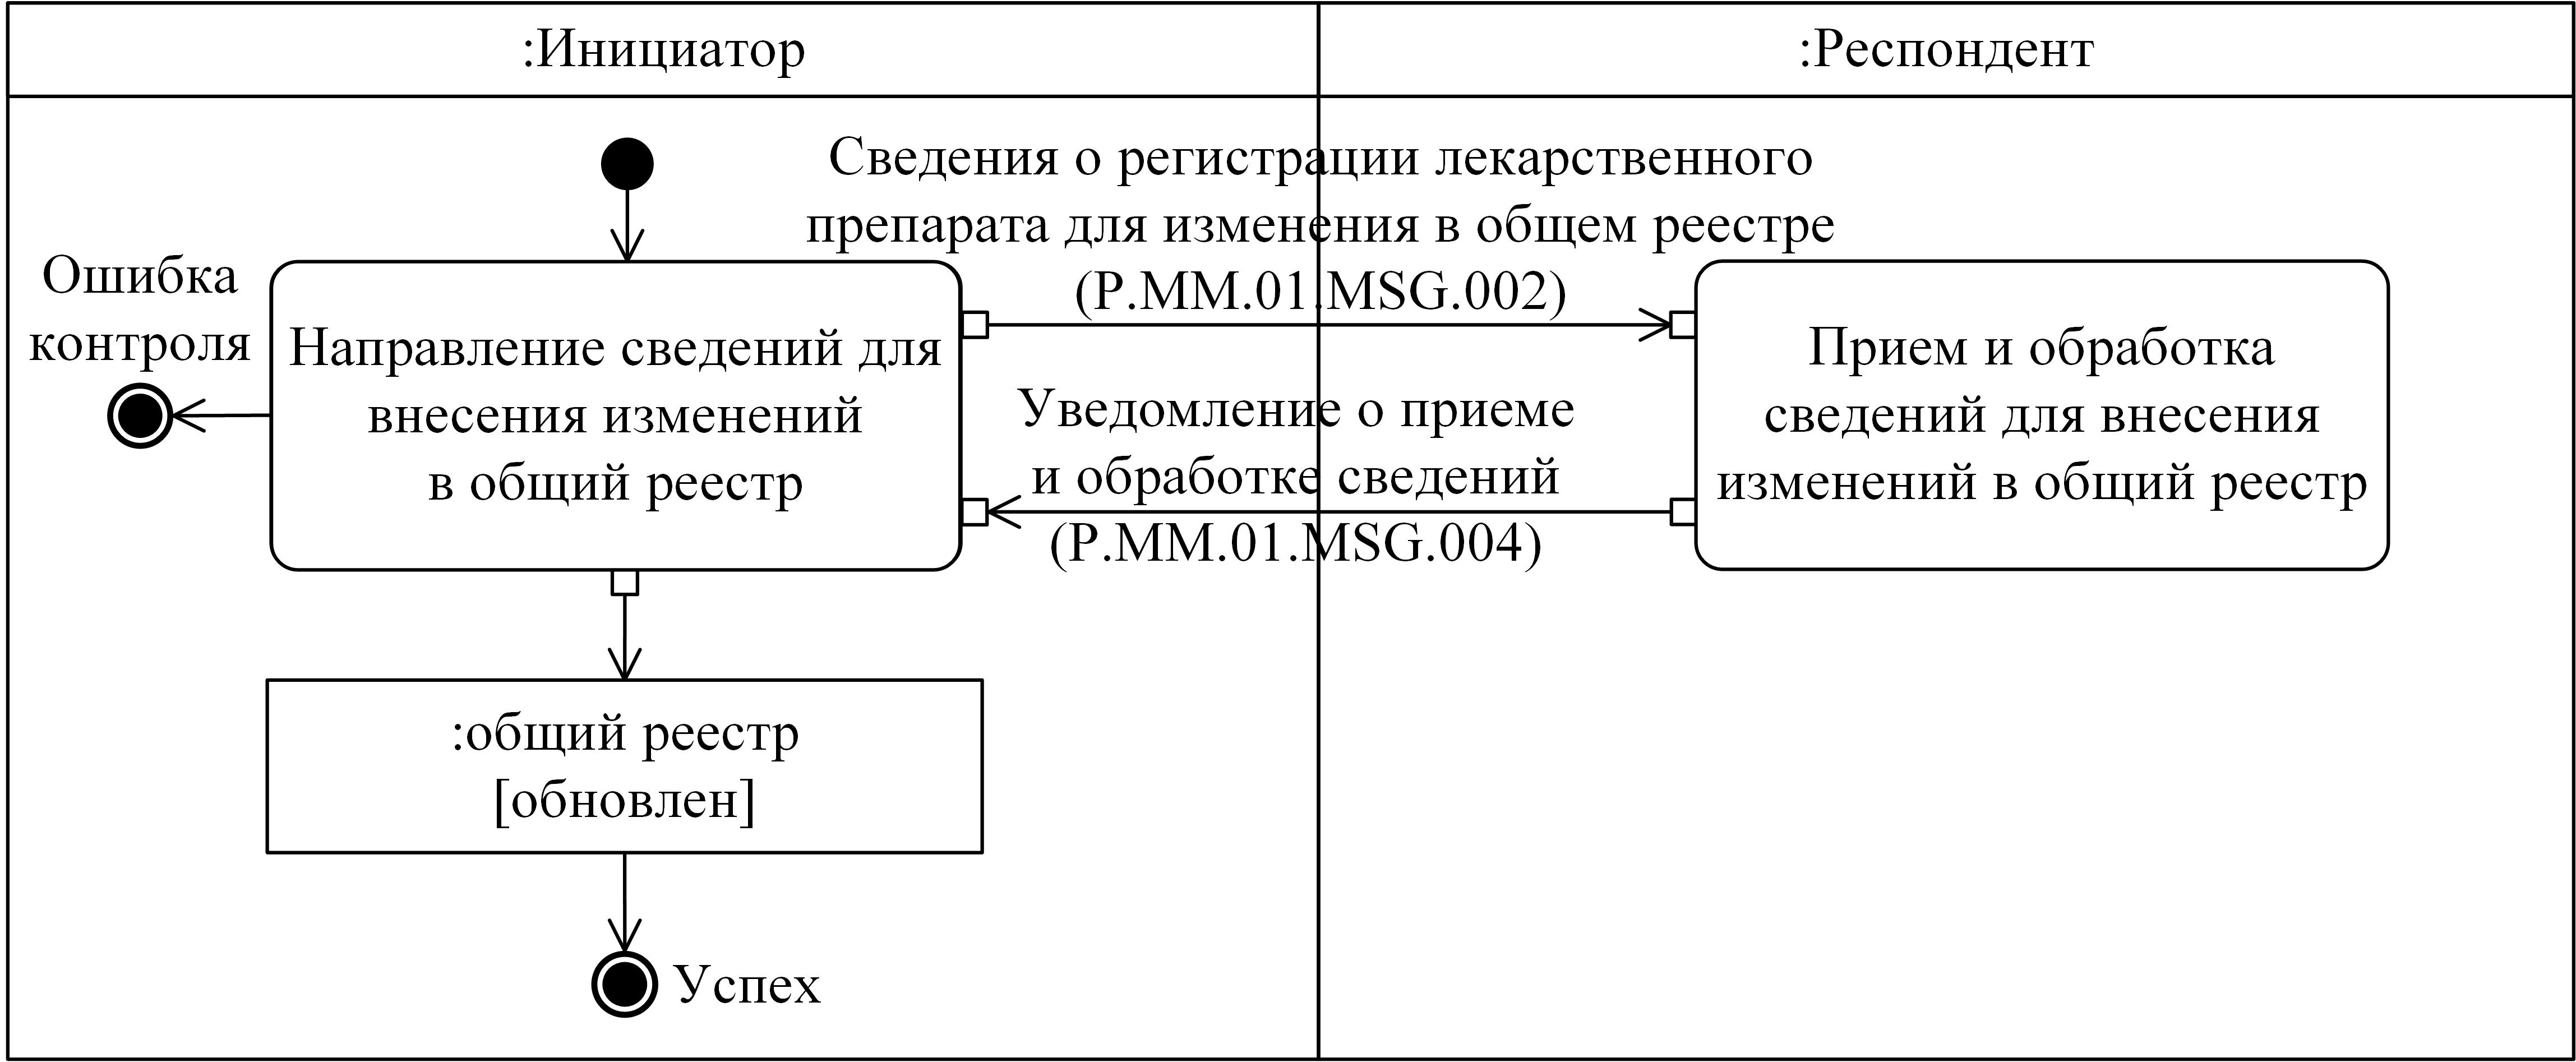 :Инициатор
:Респондент
Сведения о регистрации лекарственного
препарата для изменения в общем реестре
(P.MM.01.MSG.002)
Ошибка
контроля
Направление сведений для
внесения изменений
в общий реестр
Уведомление о приеме
и обработке сведений
(P.MM.01.MSG.004)
Прием и обработка
сведений для внесения
изменений в общий реестр
:общий реестр
[обновлен]
Успех